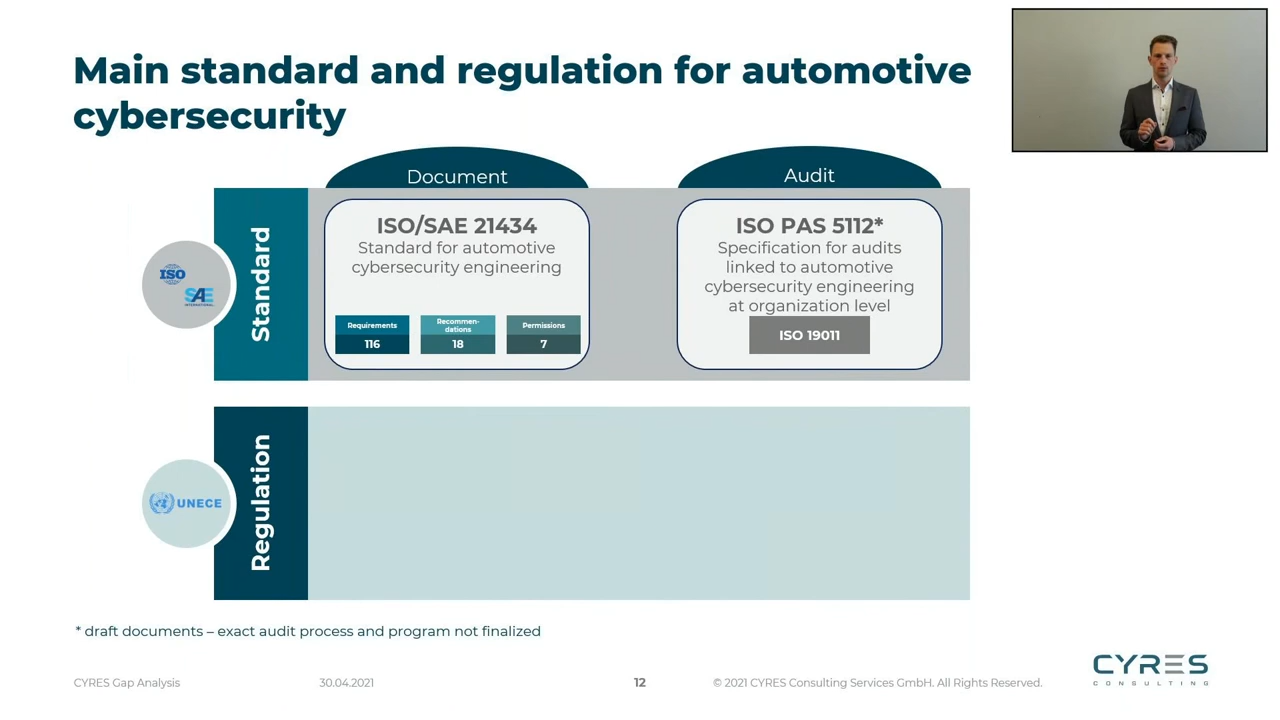 Main standard and regulation for automotive
cybersecurity
Document
Audit
Standard
ISO
SAE
INTERNATIONAL
ISO/SAE 21434
Standard for automotive
cybersecurity engineering
Requirements
116
Recommen-
dations
18
Permissions
7
ISO PAS 5112*
Specification for audits
linked to automotive
cybersecurity engineering
at organization level
ISO 19011
Regulation
UNECE
* draft documents – exact audit process and program not finalized
CYRES Gap Analysis
30.04.2021
12
© 2021 CYRES Consulting Services GmbH. All Rights Reserved.
CYRES
CONSULTING